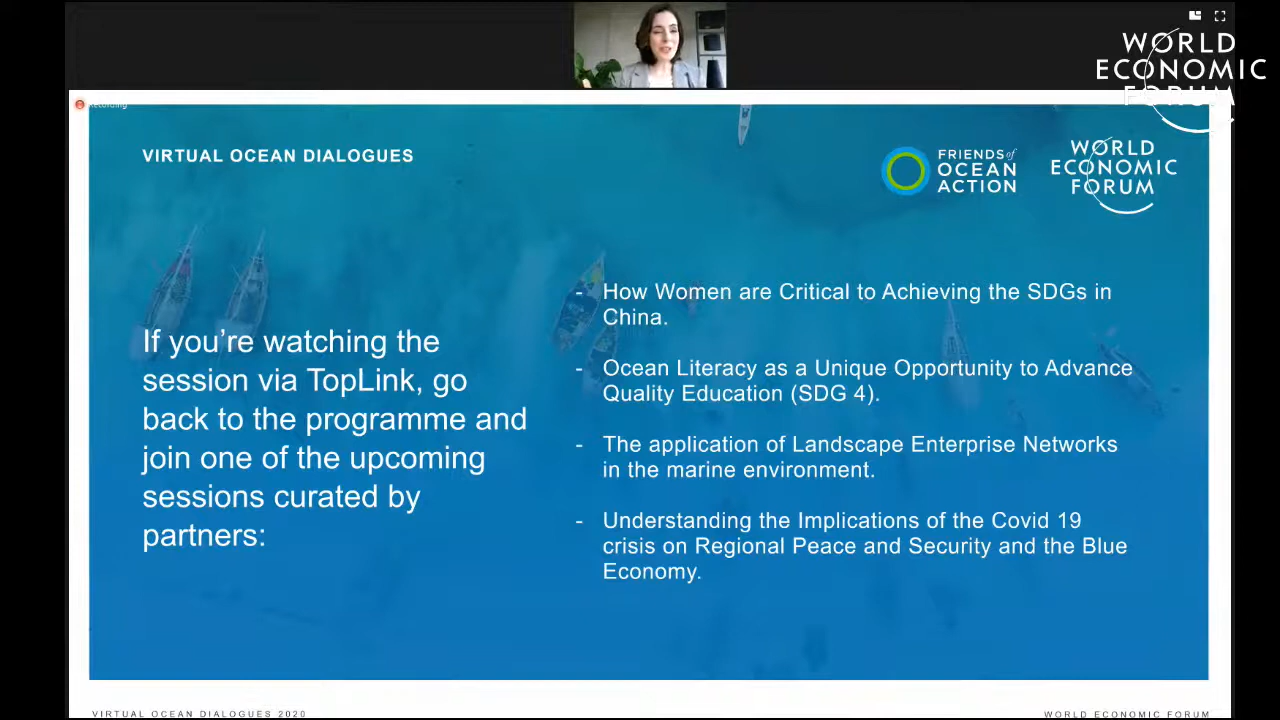 WORLD
ECONOMIC
FORUM
Recording
VIRTUAL OCEAN DIALOGUES
FRIENDS of
OCEAN
ACTION
WORLD
ECONOMIC
FORUM
If you’re watching the
session via TopLink, go
back to the programme and
join one of the upcoming
sessions curated by
partners:
- How Women are Critical to Achieving the SDGs in
China.
- Ocean Literacy as a Unique Opportunity to Advance
Quality Education (SDG 4).
- The application of Landscape Enterprise Networks
in the marine environment.
- Understanding the Implications of the Covid 19
crisis on Regional Peace and Security and the Blue
Economy.
VIRTUAL OCEAN DIALOGUES 2020
WORLD ECONOMIC FORUM